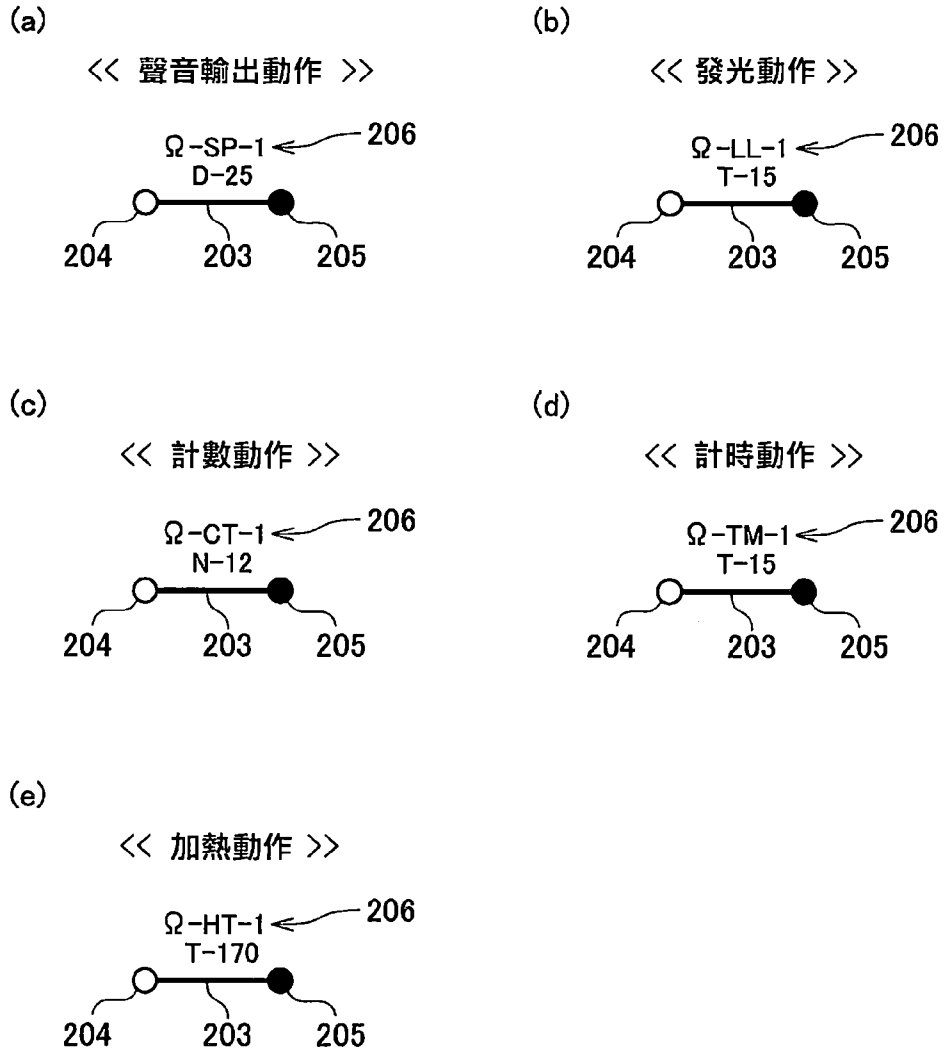 (a)
<< 聲音輸出動作 >>
Ω-SP-1 206
D-25
204 203 205
(b)
<< 發光動作 >>
Ω-LL-1 206
T-15
204 203 205
(c)
<< 計數動作 >>
Ω-CT-1 206
N-12
204 203 205
(d)
<< 計時動作 >>
Ω-TM-1 206
T-15
204 203 205
(e)
<< 加熱動作 >>
Ω-HT-1 206
T-170
204 203 205